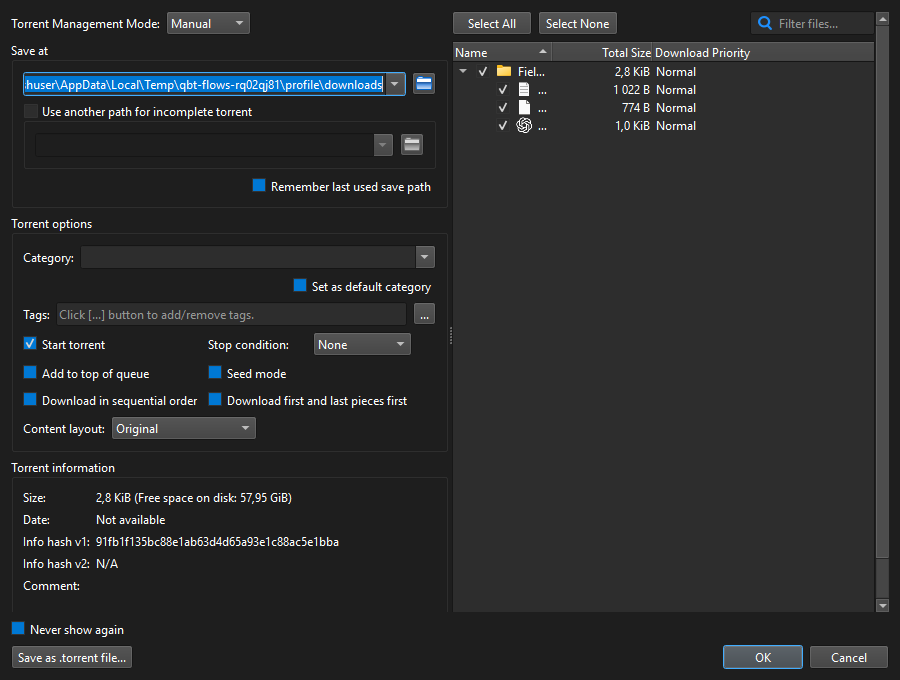 Torrent Management Mode: Manual
Save at
huser\AppData\Local\Temp\qbt-flows-rq02qj81\profile\downloads
Use another path for incomplete torrent
Remember last used save path
Torrent options
Category:
Set as default category
Tags: Click [...] button to add/remove tags. ...
Start torrent Stop condition: None
Add to top of queue Seed mode
Download in sequential order Download first and last pieces first
Content layout: Original
Torrent information
Size: 2,8 KiB (Free space on disk: 57,95 GiB)
Date: Not available
Info hash v1: 91fb1f135bc88e1ab63d4d65a93e1c88ac5e1bba
Info hash v2: N/A
Comment:
Never show again
Save as .torrent file...
Select All Select None Filter files...
Name Total Size Download Priority
Fiel... 2,8 KiB Normal
... 1 022 B Normal
... 774 B Normal
... 1,0 KiB Normal
OK Cancel